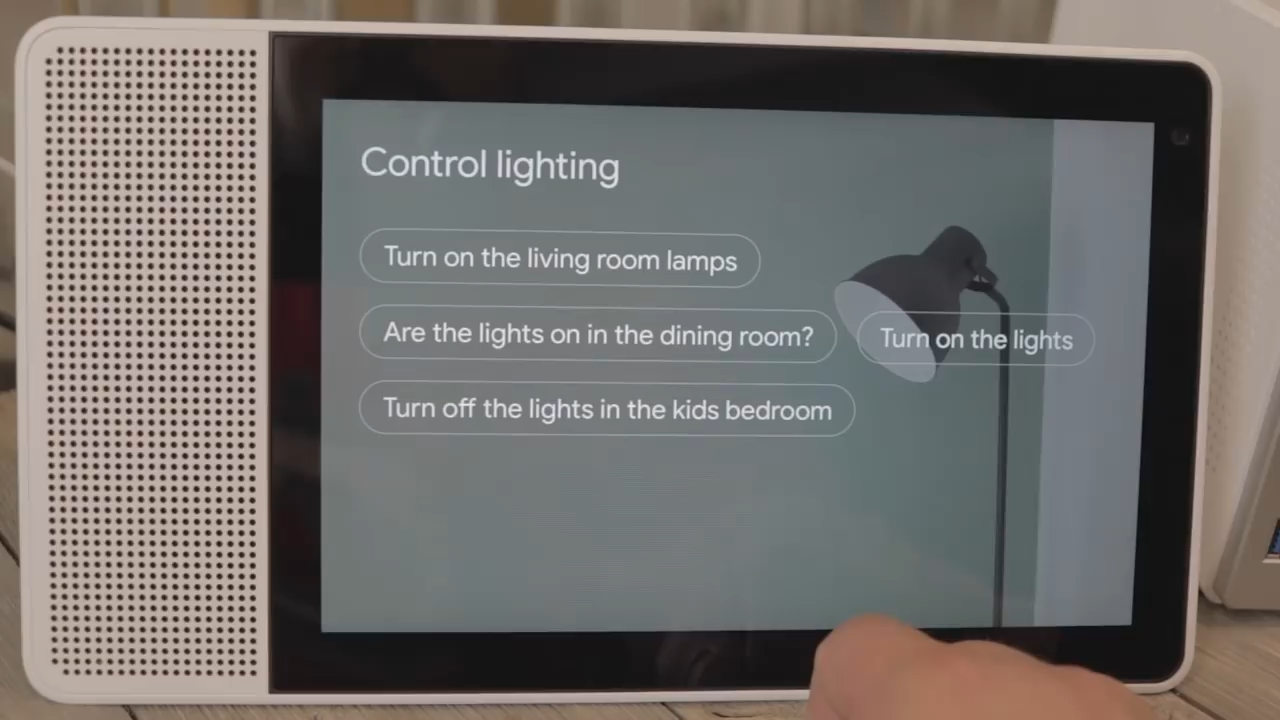 Control lighting
Turn on the living room lamps
Are the lights on in the dining room?
Turn on the lights
Turn off the lights in the kids bedroom